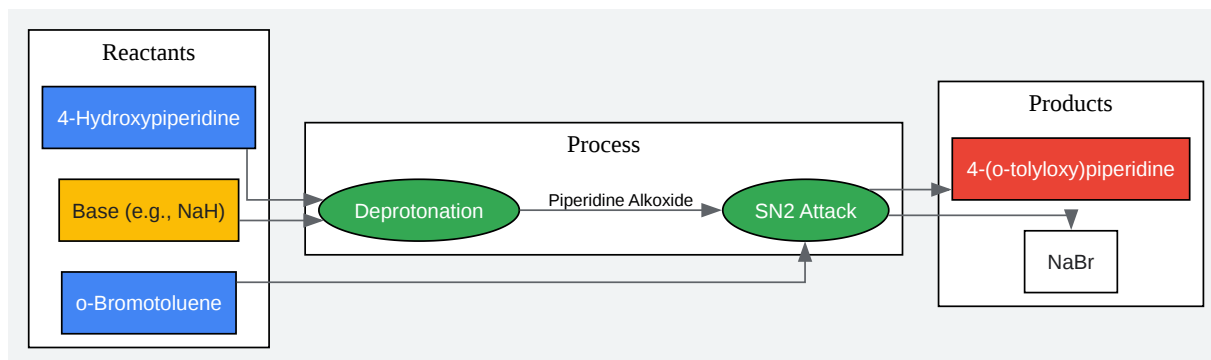 Reactants
4-Hydroxypiperidine
Base (e.g., NaH)
o-Bromotoluene
Process
Deprotonation
Piperidine Alkoxide
SN2 Attack
Products
4-(o-tolyloxy)piperidine
NaBr